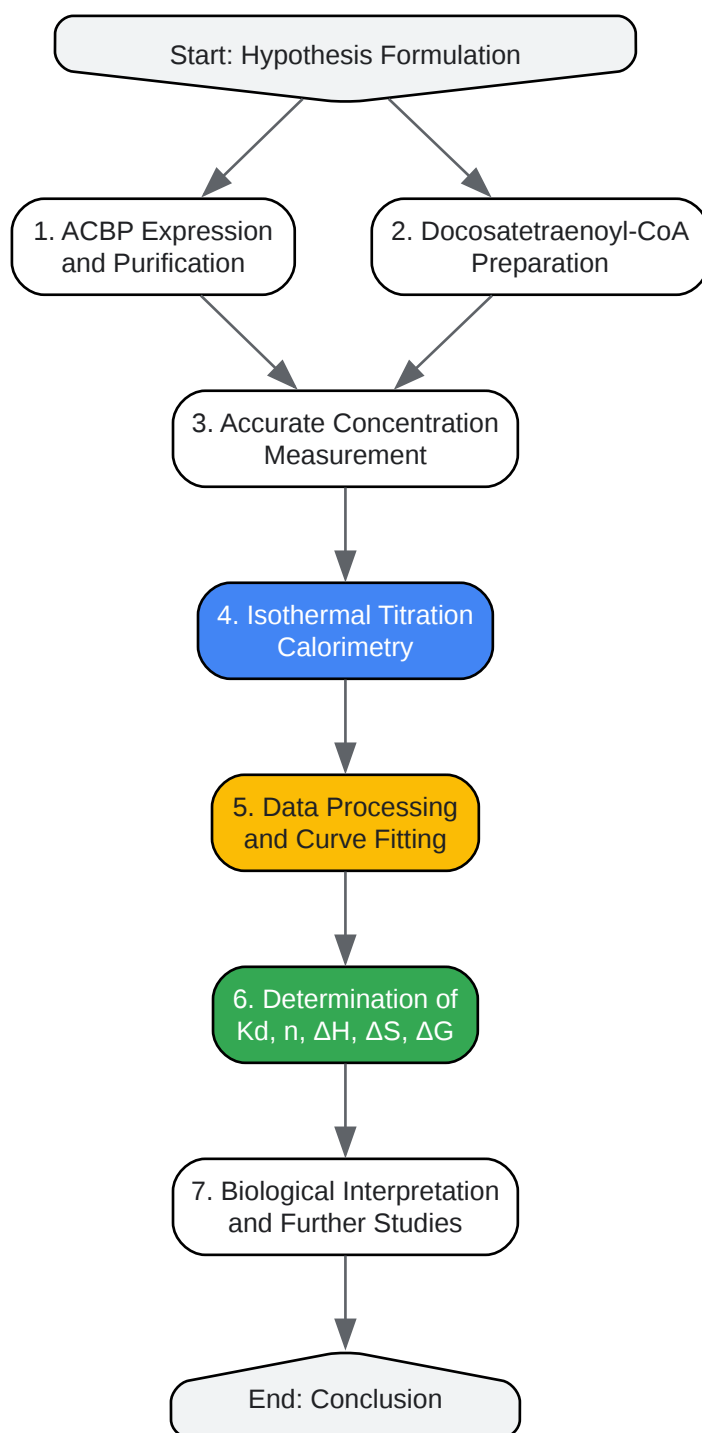 Start: Hypothesis Formulation
1. ACBP Expression
and Purification
2. Docosatetraenoyl-CoA
Preparation
3. Accurate Concentration
Measurement
4. Isothermal Titration
Calorimetry
5. Data Processing
and Curve Fitting
6. Determination of
Kd, n, ΔH, ΔS, ΔG
7. Biological Interpretation
and Further Studies
End: Conclusion